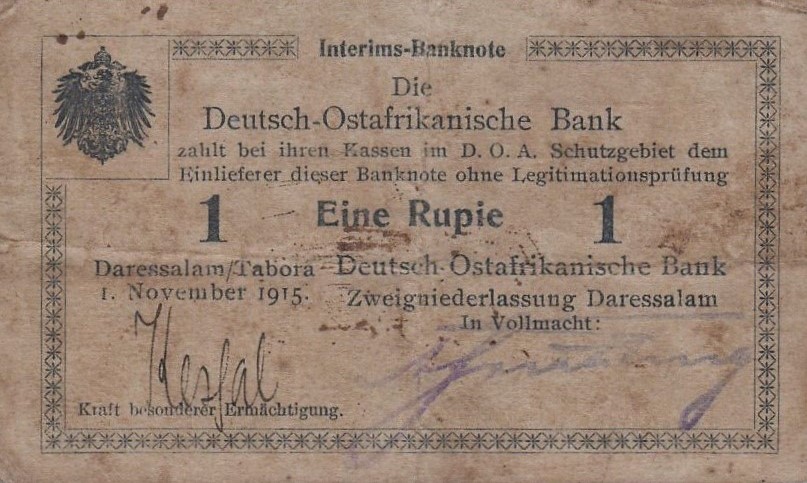 Interims-Banknote
Die
Deutsch-Ostafrikanische Bank
zahlt bei ihren Kassen im D. O. A. Schutzgebiet dem
Einlieferer dieser Banknote ohne Legitimationsprüfung
1 Eine Rupie 1
Daressalam/Tabora
1. November 1915.
Deutsch-Ostafrikanische Bank
Zweigniederlassung Daressalam
In Vollmacht:
Kraft besonderer Ermächtigung.